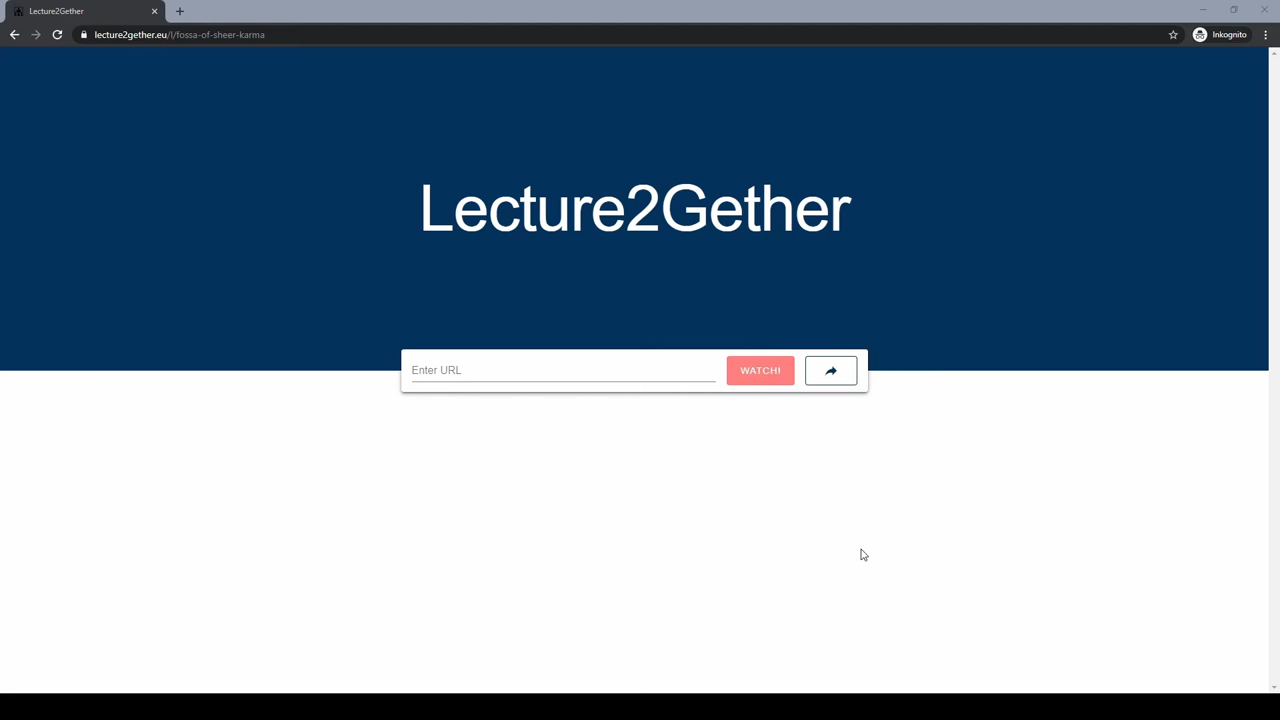 Lecture2Gether
lecture2gether.eu/l/fossa-of-sheer-karma
Inkognito
Lecture2Gether
Enter URL
WATCH!